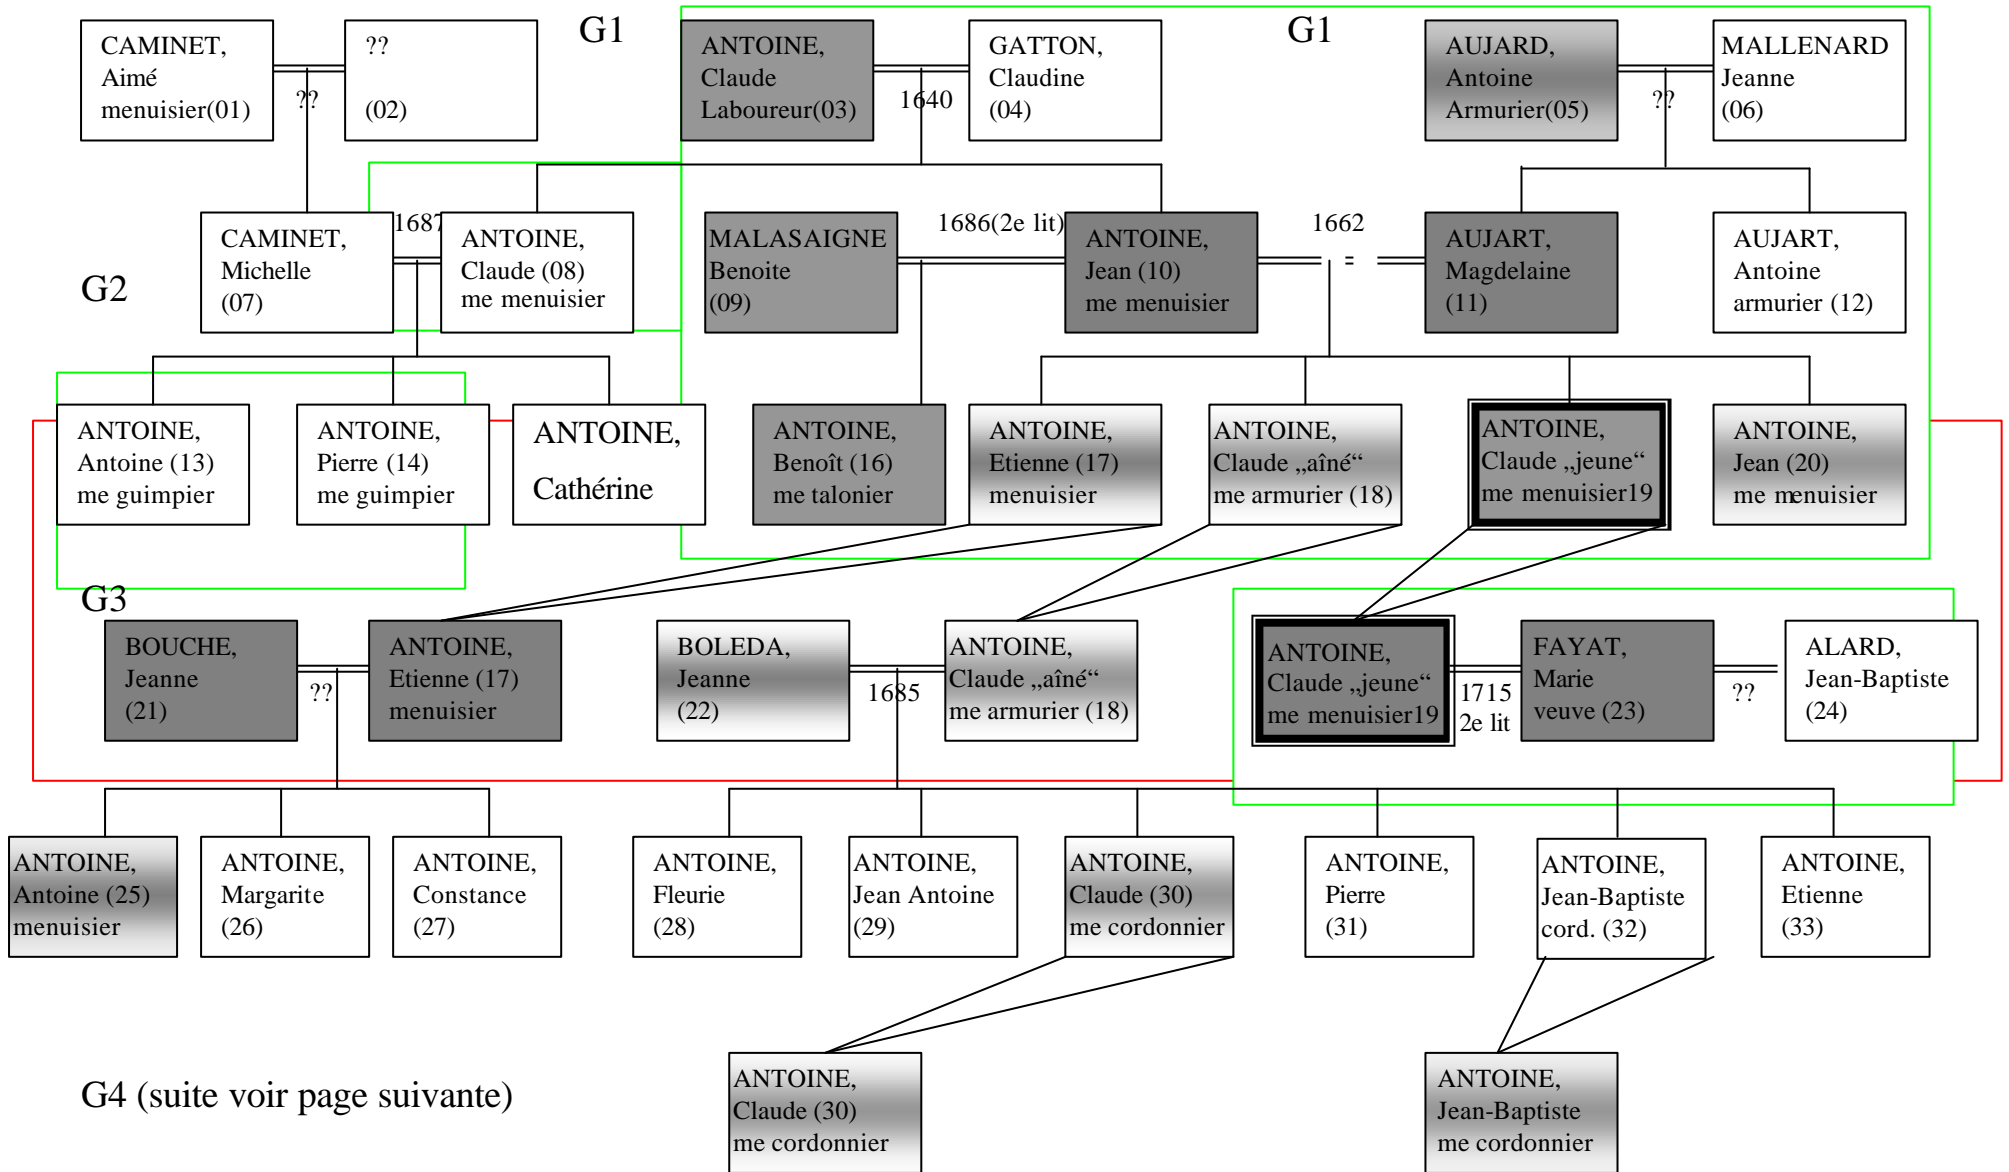 G1
G1
CAMINET,
Aimé
menuisier(01)
??
??
(02)
ANTOINE,
Claude
Laboureur(03)
1640
GATTON,
Claudine
(04)
AUJARD,
Antoine
Armurier(05)
??
MALLENARD
Jeanne
(06)
G2
CAMINET,
Michelle
(07)
1687
ANTOINE,
Claude (08)
me menuisier
MALASAIGNE
Benoite
(09)
1686(2e lit)
ANTOINE,
Jean (10)
me menuisier
1662
AUJART,
Magdelaine
(11)
AUJART,
Antoine
armurier (12)
ANTOINE,
Antoine (13)
me guimpier
ANTOINE,
Pierre (14)
me guimpier
ANTOINE,
Cathérine
ANTOINE,
Benoît (16)
me talonier
ANTOINE,
Etienne (17)
menuisier
ANTOINE,
Claude „aîné“
me armurier (18)
ANTOINE,
Claude „jeune“
me menuisier19
ANTOINE,
Jean (20)
me menuisier
G3
BOUCHE,
Jeanne
(21)
??
ANTOINE,
Etienne (17)
menuisier
BOLEDA,
Jeanne
(22)
1685
ANTOINE,
Claude „aîné“
me armurier (18)
ANTOINE,
Claude „jeune“
me menuisier19
1715
2e lit
FAYAT,
Marie
veuve (23)
??
ALARD,
Jean-Baptiste
(24)
ANTOINE,
Antoine (25)
menuisier
ANTOINE,
Margarite
(26)
ANTOINE,
Constance
(27)
ANTOINE,
Fleurie
(28)
ANTOINE,
Jean Antoine
(29)
ANTOINE,
Claude (30)
me cordonnier
ANTOINE,
Pierre
(31)
ANTOINE,
Jean-Baptiste
cord. (32)
ANTOINE,
Etienne
(33)
G4 (suite voir page suivante)
ANTOINE,
Claude (30)
me cordonnier
ANTOINE,
Jean-Baptiste
me cordonnier